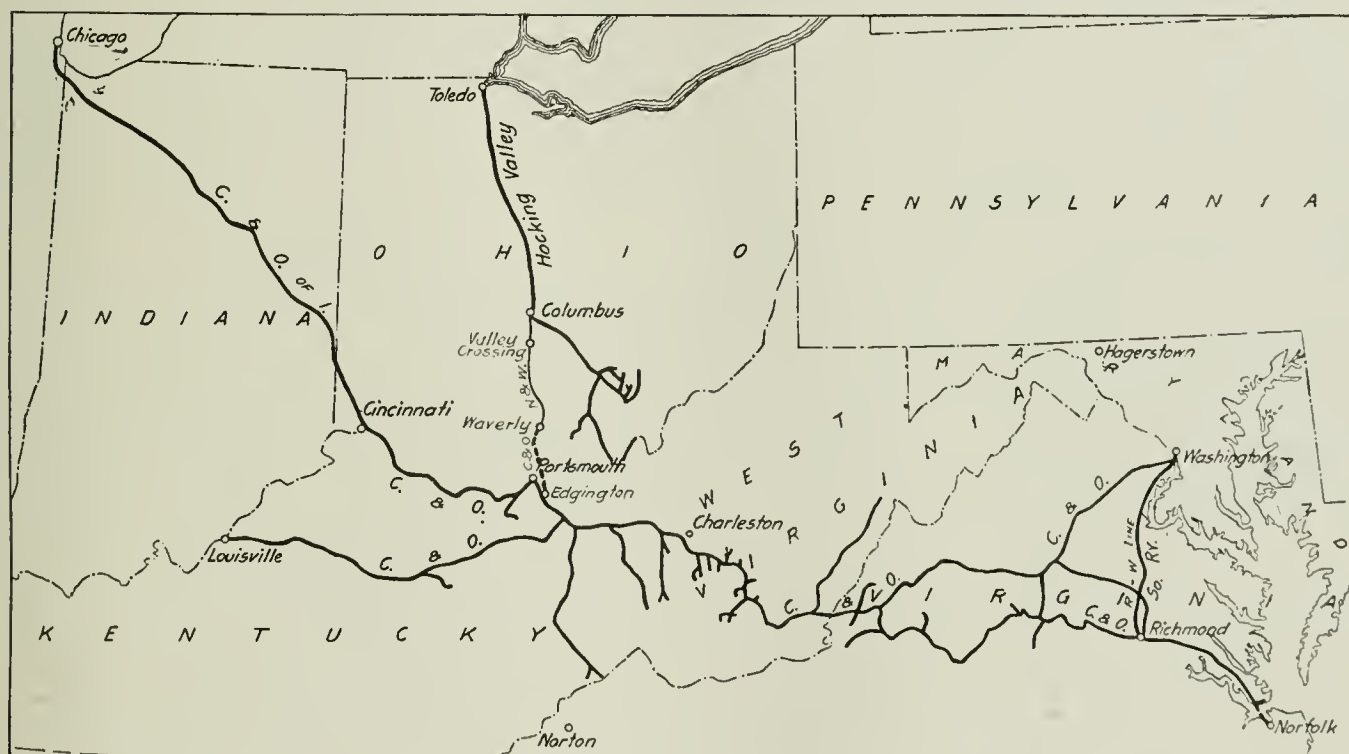 Chicago
Toledo
Hocking Valley
PENNSYLVANIA
C. & O. OF I.
OHIO
INDIANA
Columbus
Valley
Crossing
N & W.
Hagerstown
MARYLAND
Cincinnati
Waverly
C & O
Portsmouth
Edgington
WEST
VIRGINIA
Washington
C. & O.
C. & O.
Charleston
Louisville
C. & O.
R-W LINE
So. RY.
C. & O.
VIRGINIA
C & O.
Richmond
KENTUCKY
Norton
Norfolk